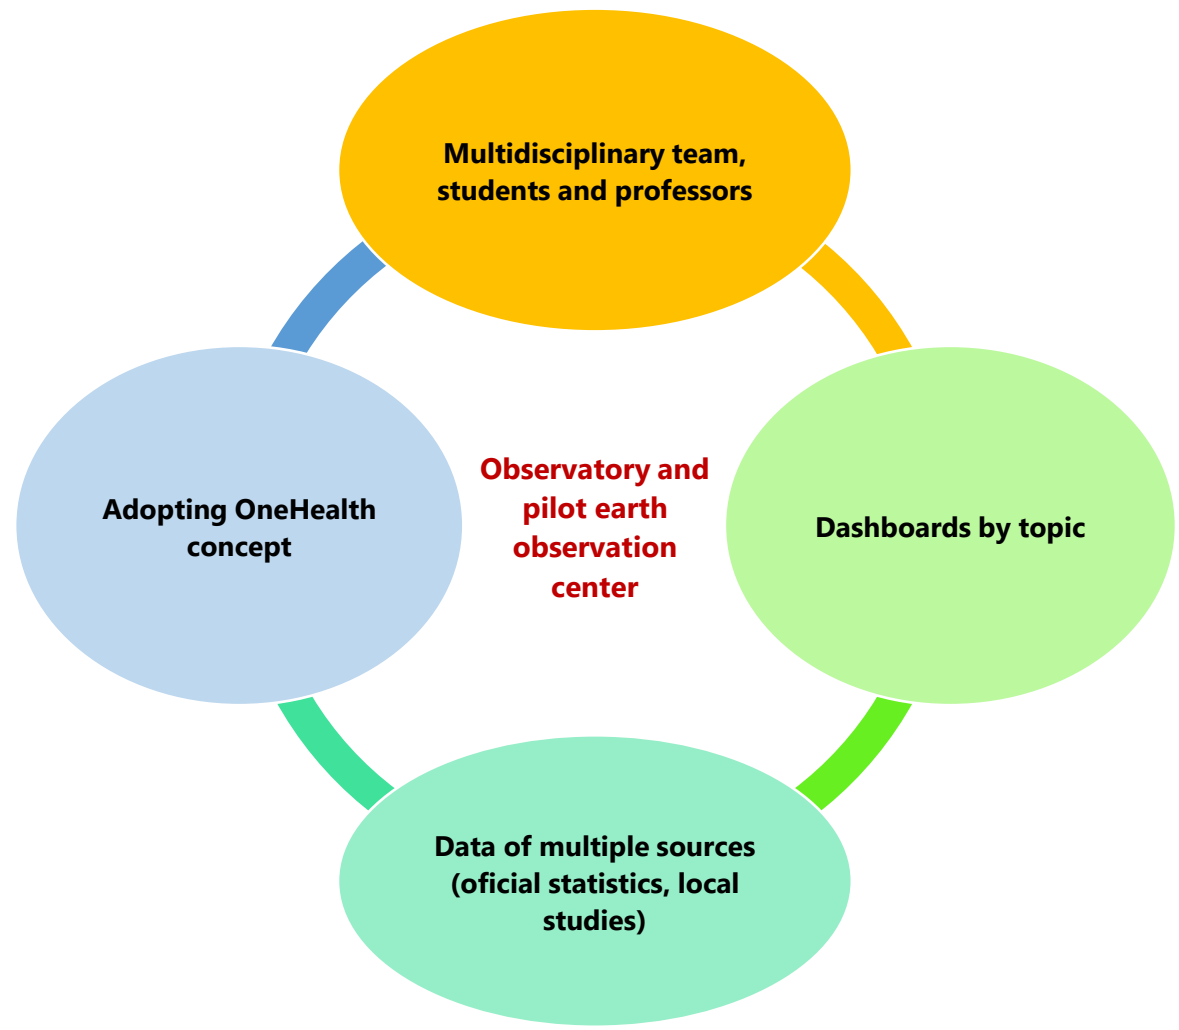 Multidisciplinary team,
students and professors
Adopting OneHealth
concept
Observatory and
pilot earth
observation
center
Dashboards by topic
Data of multiple sources
(oficial statistics, local
studies)